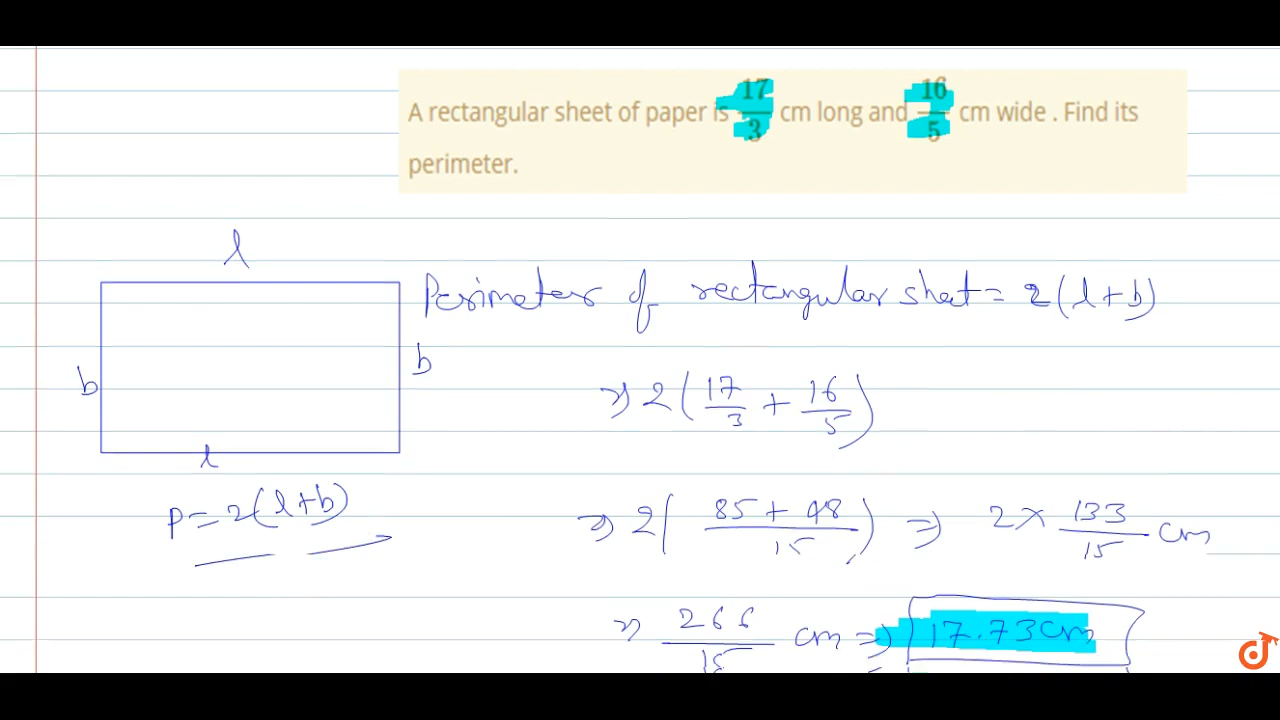 A rectangular sheet of paper is 17/3 cm long and 16/5 cm wide . Find its
perimeter.
l
Perimeter of rectangular sheet = 2(l+b)
b
b
⇒ 2(17/3 + 16/5)
l
P = 2(l+b)
⇒ 2(85+48/15) ⇒ 2 × 133/15 cm
⇒ 266/15 cm ⇒ 17.73cm